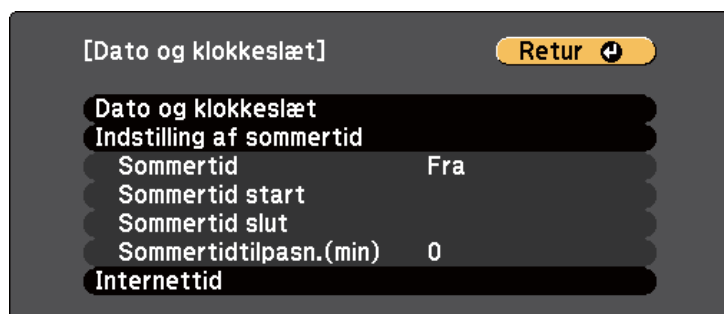 [Dato og klokkeslæt]
Retur
Dato og klokkeslæt
Indstilling af sommertid
Sommertid Fra
Sommertid start
Sommertid slut
Sommertidtilpasn.(min) 0
Internettid